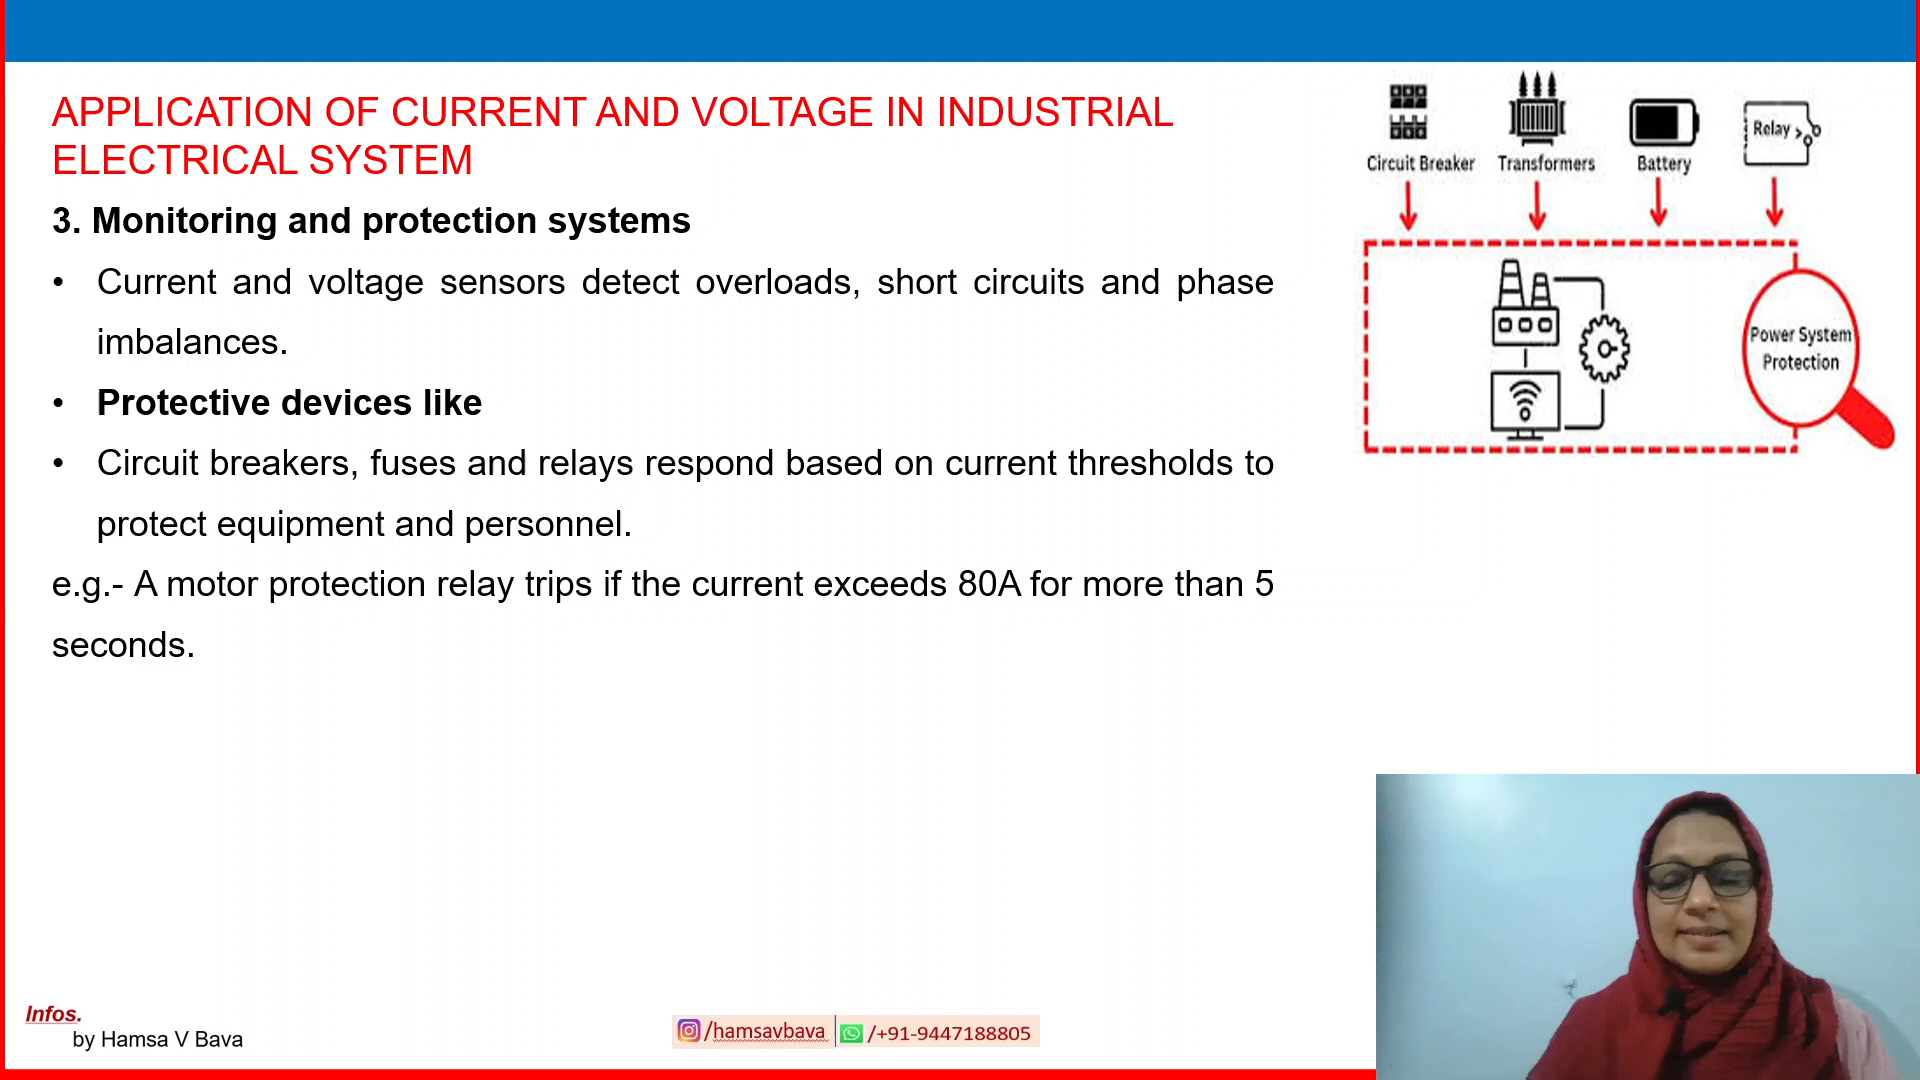 APPLICATION OF CURRENT AND VOLTAGE IN INDUSTRIAL
ELECTRICAL SYSTEM
3. Monitoring and protection systems
• Current and voltage sensors detect overloads, short circuits and phase
imbalances.
• Protective devices like
• Circuit breakers, fuses and relays respond based on current thresholds to
protect equipment and personnel.
e.g.- A motor protection relay trips if the current exceeds 80A for more than 5
seconds.
Circuit Breaker
Transformers
Battery
Relay
Power System
Protection
Infos.
by Hamsa V Bava
/hamsavbava
/+91-9447188805